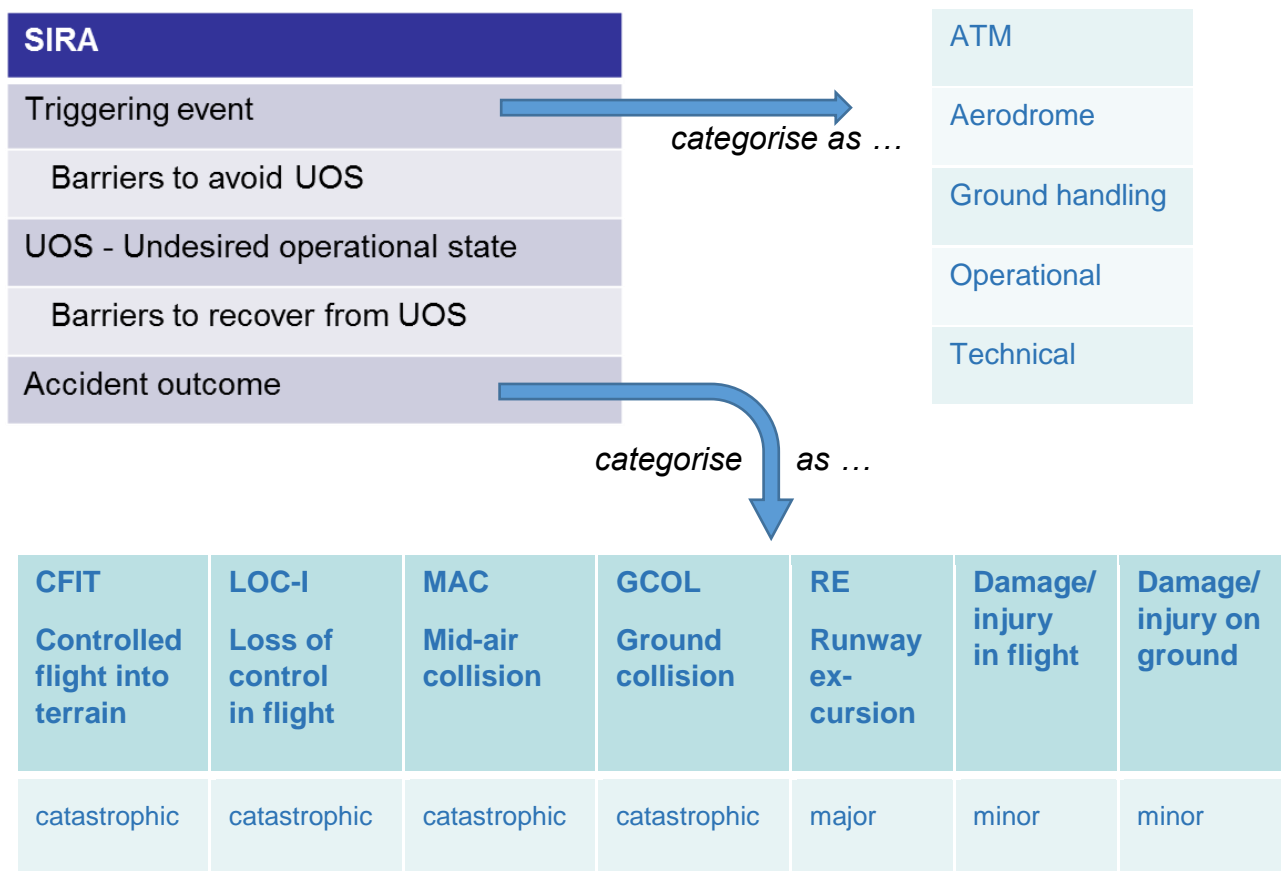 SIRA
Triggering event
Barriers to avoid UOS
UOS - Undesired operational state
Barriers to recover from UOS
Accident outcome
categorise as …
ATM
Aerodrome
Ground handling
Operational
Technical
categorise as …
CFIT
Controlled
flight into
terrain
LOC-I
Loss of
control
in flight
MAC
Mid-air
collision
GCOL
Ground
collision
RE
Runway
ex-
cursion
Damage/
injury
in flight
Damage/
injury on
ground
catastrophic
catastrophic
catastrophic
catastrophic
major
minor
minor